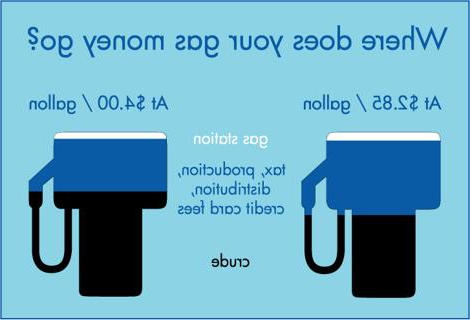 Where does your gas money go?
At $2.85 / gallon
At $4.00 / gallon
gas station
tax, production,
distribution,
credit card fees
crude